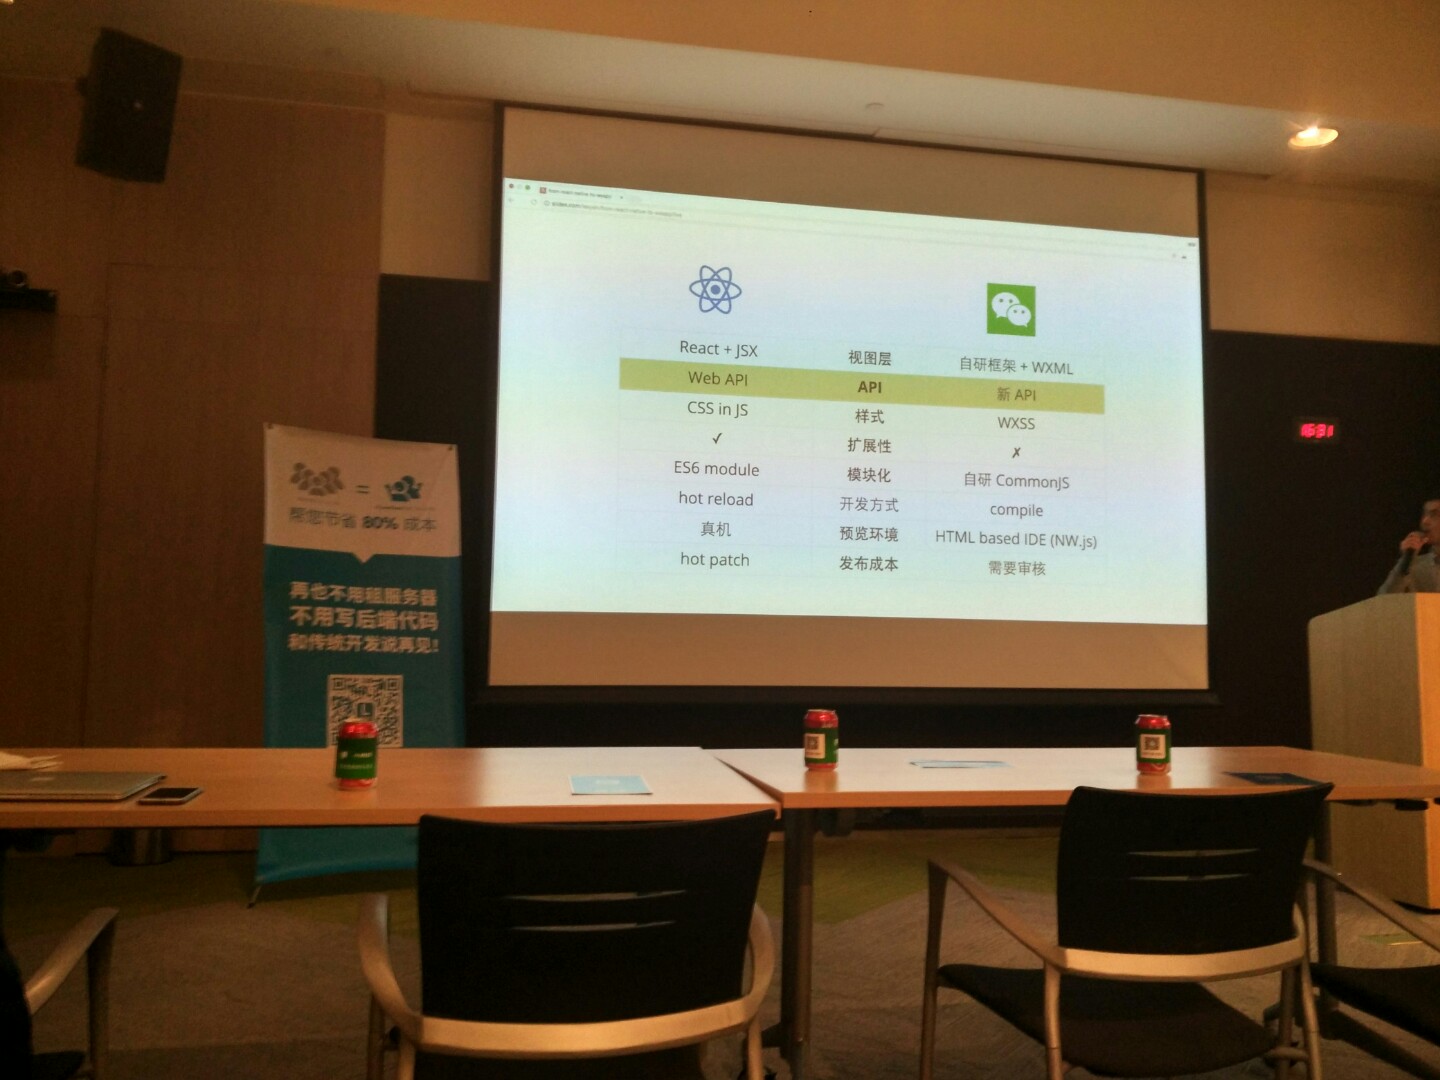 React + JSX 视图层 自研框架 + WXML
Web API API 新 API
CSS in JS 样式 WXSS
✓ 扩展性 ✗
ES6 module 模块化 自研 CommonJS
hot reload 开发方式 compile
真机 预览环境 HTML based IDE (NW.js)
hot patch 发布成本 需要审核
=
帮您节省 80% 成本
再也不用租服务器
不用写后端代码
和传统开发说再见!